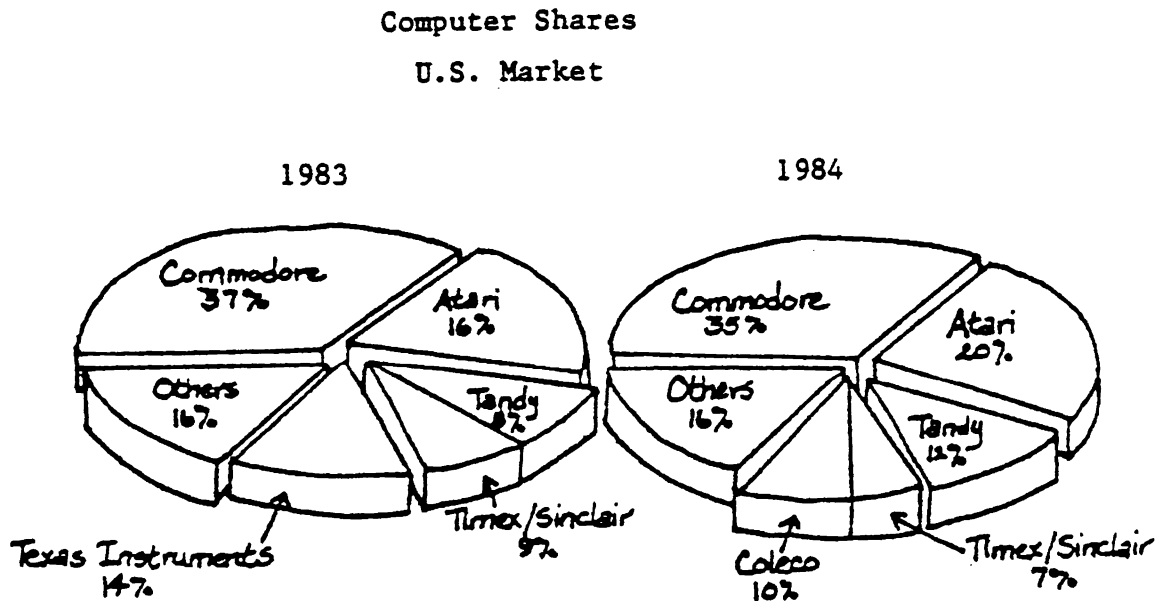 Computer Shares
U.S. Market
1983
Commodore
37%
Atari
16%
Others
16%
Tandy
8%
Timex/Sinclair
9%
Texas Instruments
14%
1984
Commodore
35%
Atari
20%
Others
16%
Tandy
12%
Coleco
10%
Timex/Sinclair
7%